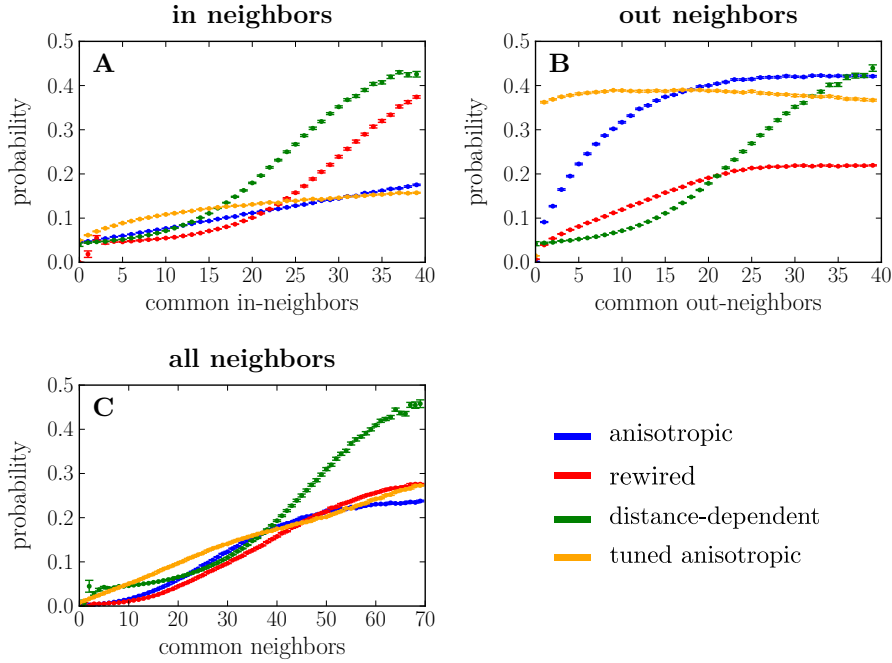 in neighbors
A
0.5
0.4
0.3
0.2
0.1
0.0
probability
0 5 10 15 20 25 30 35 40
common in-neighbors
out neighbors
B
0.5
0.4
0.3
0.2
0.1
0.0
probability
0 5 10 15 20 25 30 35 40
common out-neighbors
all neighbors
C
0.5
0.4
0.3
0.2
0.1
0.0
probability
0 10 20 30 40 50 60 70
common neighbors
anisotropic
rewired
distance-dependent
tuned anisotropic